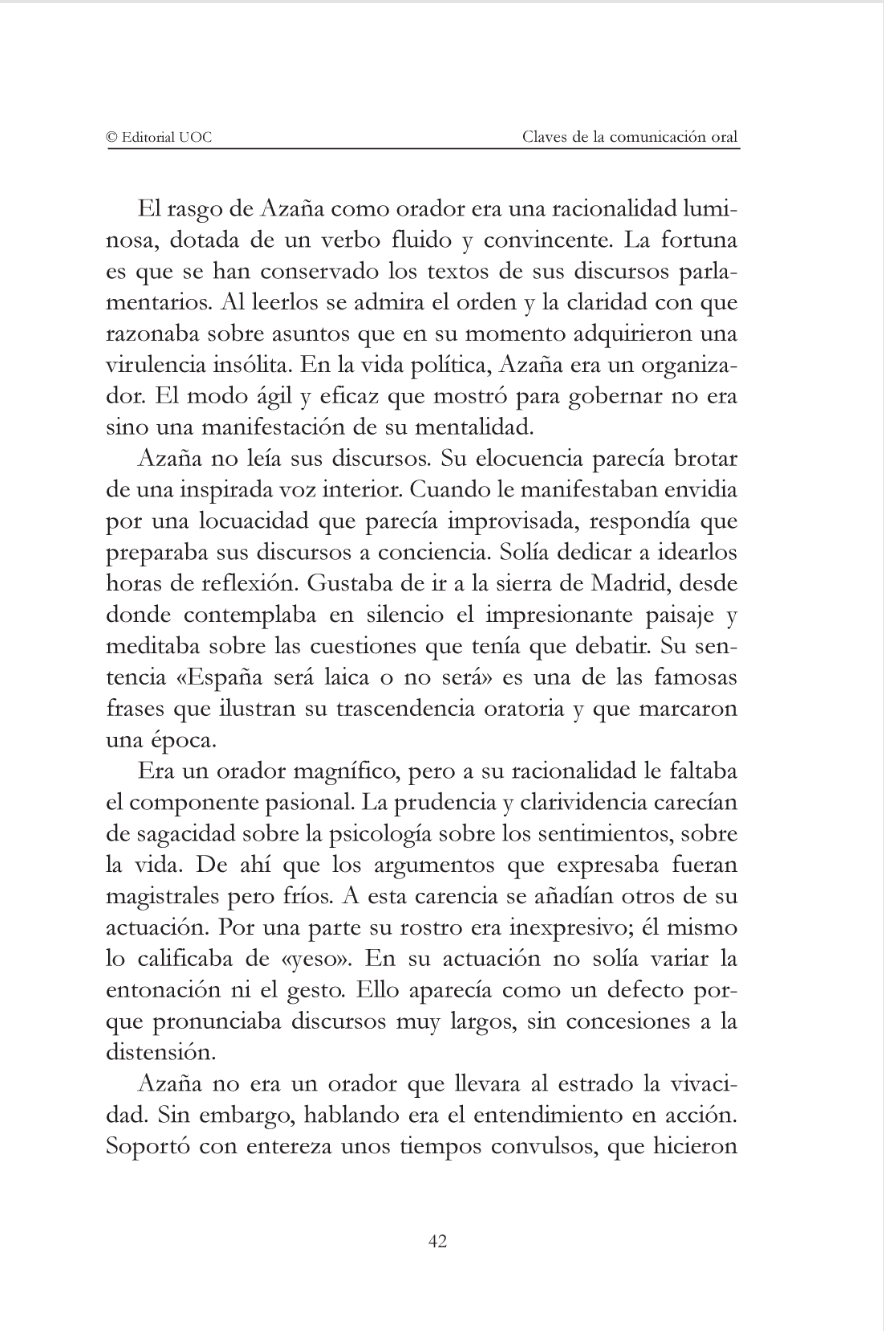 © Editorial UOC
Claves de la comunicación oral
El rasgo de Azaña como orador era una racionalidad lumi-
nosa, dotada de un verbo fluido y convincente. La fortuna
es que se han conservado los textos de sus discursos parla-
mentarios. Al leerlos se admira el orden y la claridad con que
razonaba sobre asuntos que en su momento adquirieron una
virulencia insólita. En la vida política, Azaña era un organiza-
dor. El modo ágil y eficaz que mostró para gobernar no era
sino una manifestación de su mentalidad.
Azaña no leía sus discursos. Su elocuencia parecía brotar
de una inspirada voz interior. Cuando le manifestaban envidia
por una locuacidad que parecía improvisada, respondía que
preparaba sus discursos a conciencia. Solía dedicar a idearlos
horas de reflexión. Gustaba de ir a la sierra de Madrid, desde
donde contemplaba en silencio el impresionante paisaje y
meditaba sobre las cuestiones que tenía que debatir. Su sen-
tencia «España será laica o no será» es una de las famosas
frases que ilustran su trascendencia oratoria y que marcaron
una época.
Era un orador magnífico, pero a su racionalidad le faltaba
el componente pasional. La prudencia y clarividencia carecían
de sagacidad sobre la psicología sobre los sentimientos, sobre
la vida. De ahí que los argumentos que expresaba fueran
magistrales pero fríos. A esta carencia se añadían otros de su
actuación. Por una parte su rostro era inexpresivo; él mismo
lo calificaba de «yeso». En su actuación no solía variar la
entonación ni el gesto. Ello aparecía como un defecto por-
que pronunciaba discursos muy largos, sin concesiones a la
distensión.
Azaña no era un orador que llevara al estrado la vivaci-
dad. Sin embargo, hablando era el entendimiento en acción.
Soportó con entereza unos tiempos convulsos, que hicieron
42